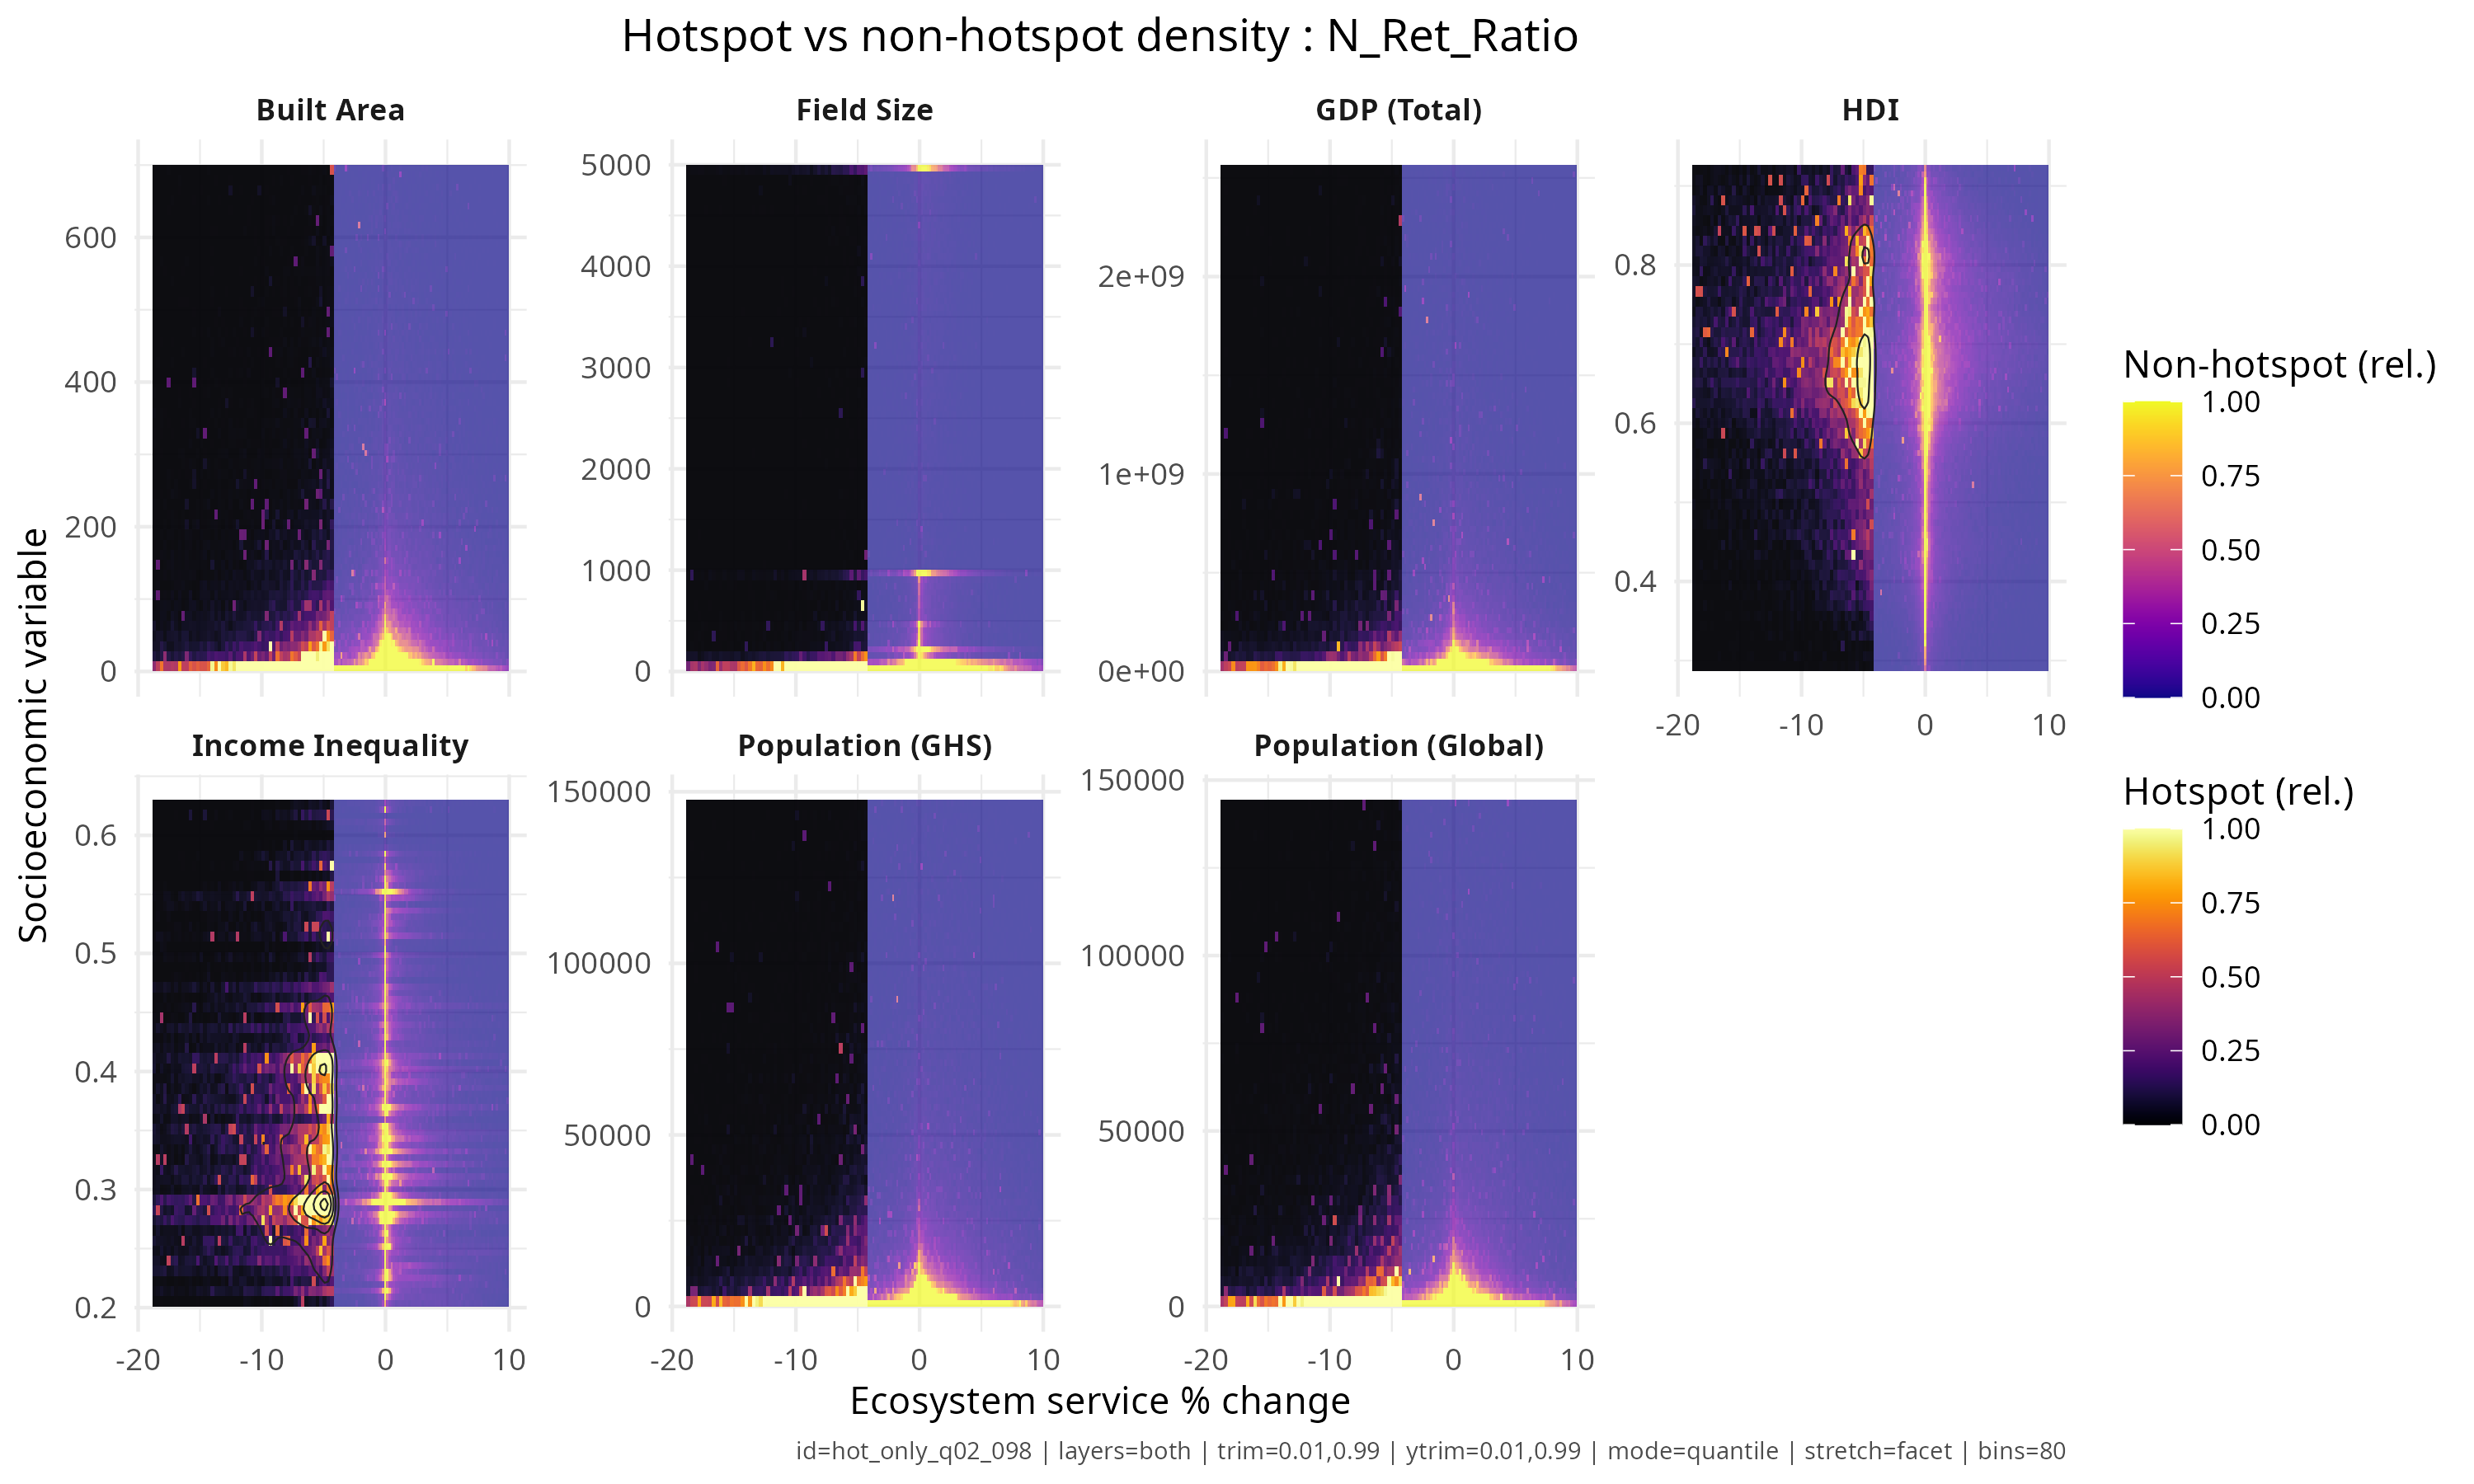 Hotspot vs non-hotspot density : N_Ret_Ratio
Built Area
Field Size
GDP (Total)
HDI
600
400
200
0
5000
4000
3000
2000
1000
0
2e+09
1e+09
0e+00
0.8
0.6
0.4
-20 -10 0 10
Income Inequality
Population (GHS)
Population (Global)
0.6
0.5
0.4
0.3
0.2
150000
100000
50000
0
150000
100000
50000
0
-20 -10 0 10
-20 -10 0 10
-20 -10 0 10
Socioeconomic variable
Ecosystem service % change
Non-hotspot (rel.)
1.00
0.75
0.50
0.25
0.00
Hotspot (rel.)
1.00
0.75
0.50
0.25
0.00
id=hot_only_q02_098 | layers=both | trim=0.01,0.99 | ytrim=0.01,0.99 | mode=quantile | stretch=facet | bins=80